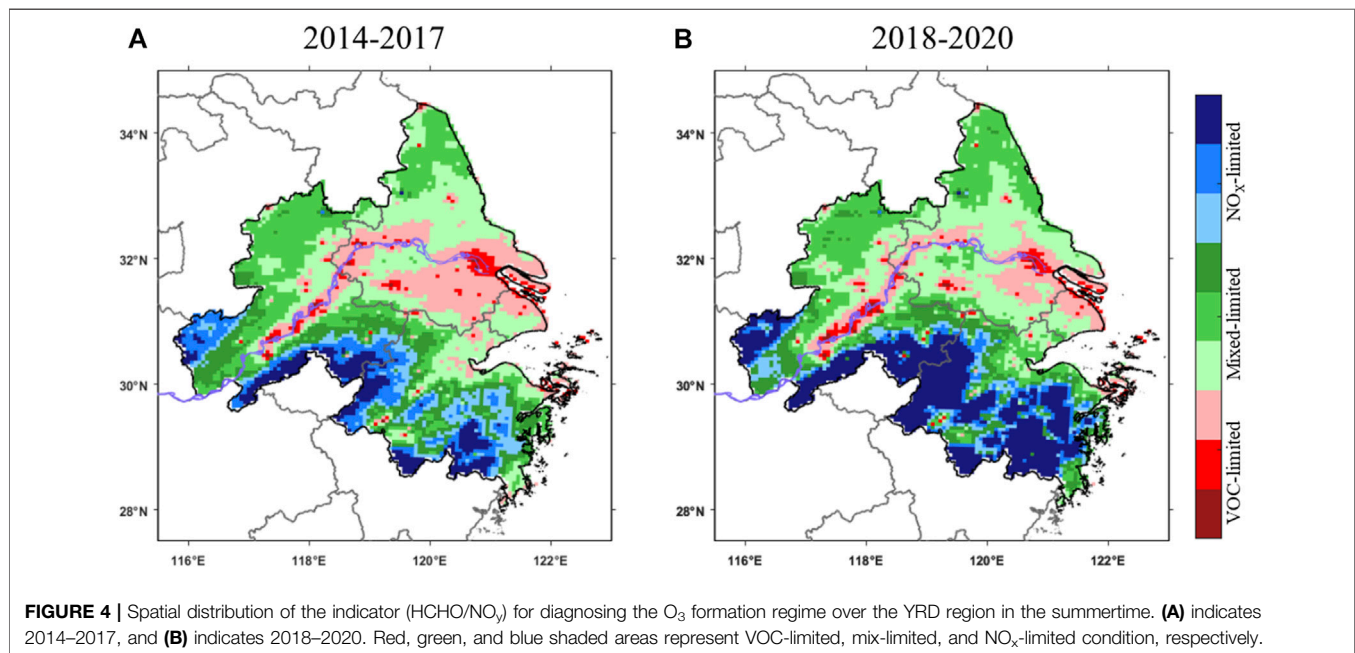 A 2014-2017
B 2018-2020
34°N
32°N
30°N
28°N
116°E 118°E 120°E 122°E
34°N
32°N
30°N
28°N
116°E 118°E 120°E 122°E
NOX-limited
Mixed-limited
VOC-limited
FIGURE 4 | Spatial distribution of the indicator (HCHO/NOy) for diagnosing the O3 formation regime over the YRD region in the summertime. (A) indicates
2014–2017, and (B) indicates 2018–2020. Red, green, and blue shaded areas represent VOC-limited, mix-limited, and NOx-limited condition, respectively.